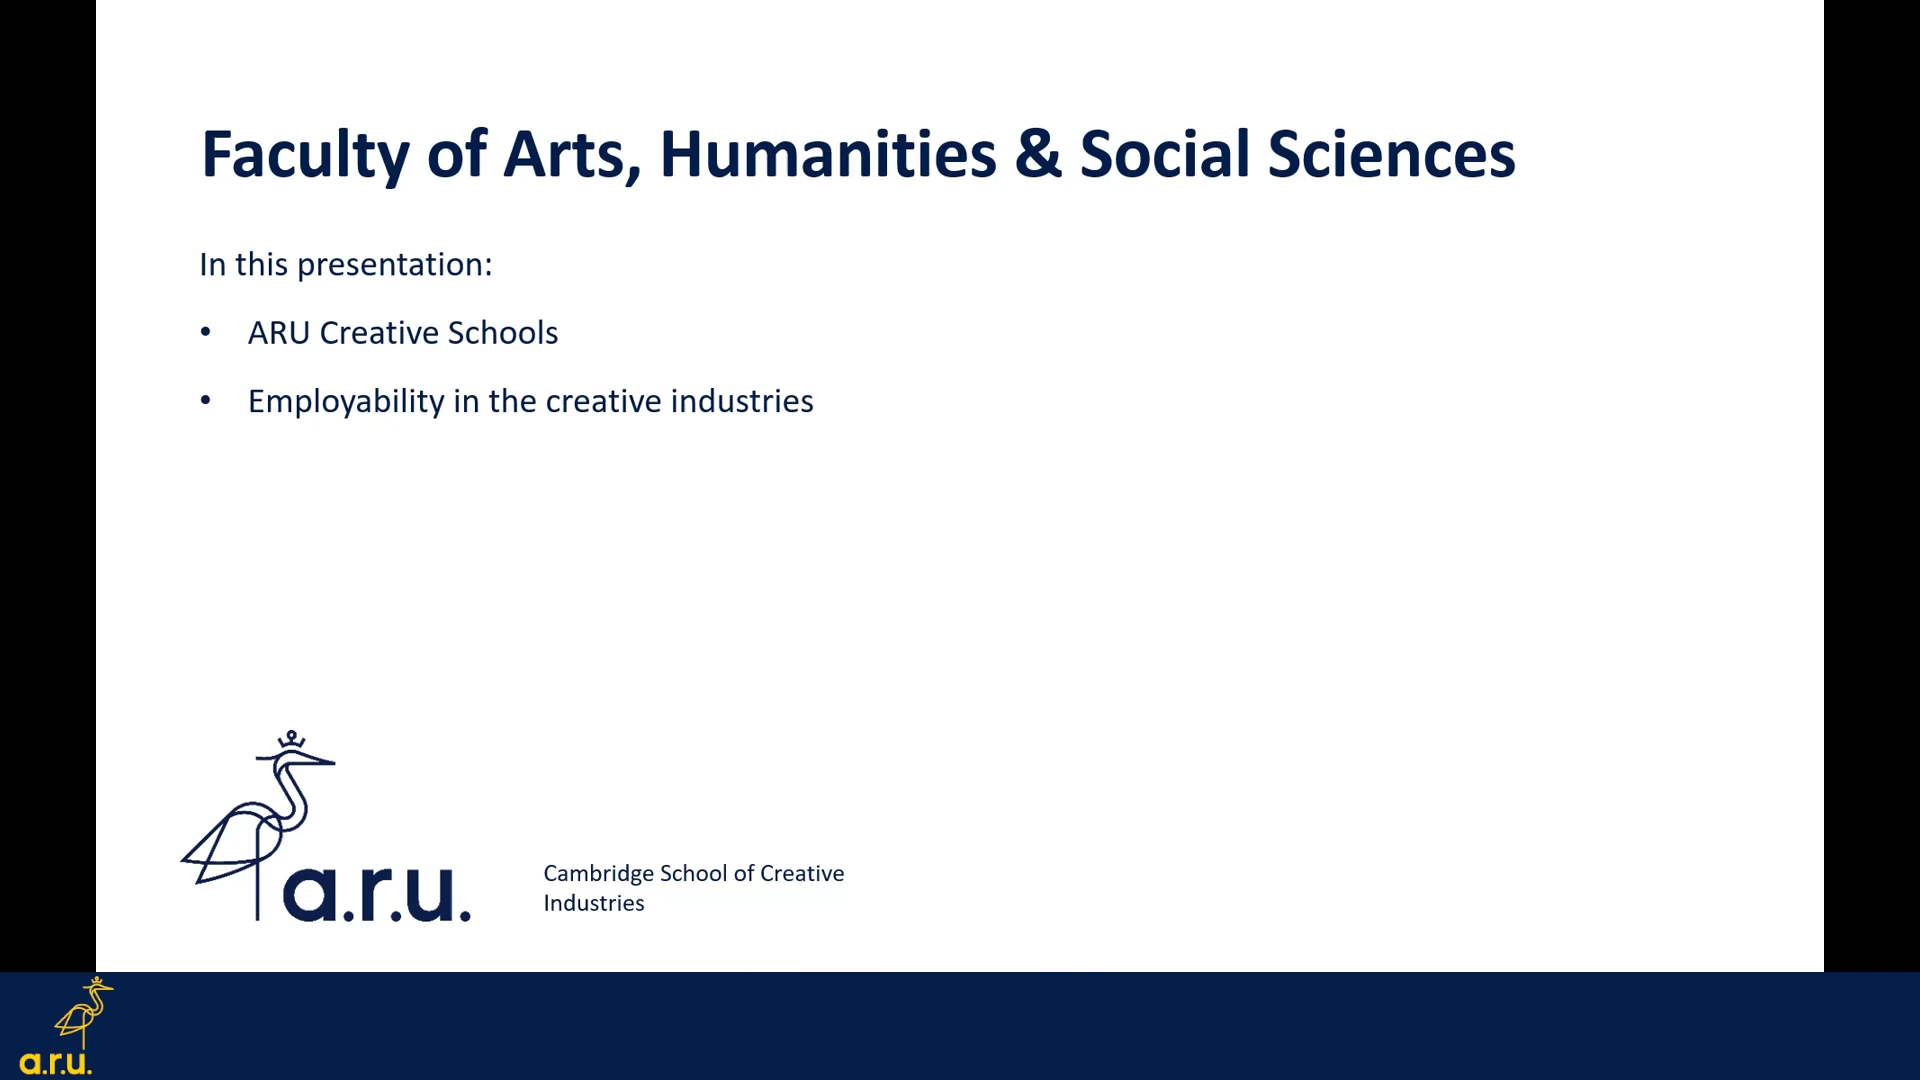 Faculty of Arts, Humanities & Social Sciences
In this presentation:
• ARU Creative Schools
• Employability in the creative industries
a.r.u.
Cambridge School of Creative
Industries
a.r.u.